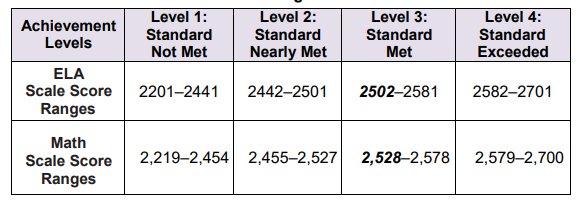 Achievement Levels
Level 1: Standard Not Met
Level 2: Standard Nearly Met
Level 3: Standard Met
Level 4: Standard Exceeded
ELA Scale Score Ranges
2201–2441
2442–2501
2502–2581
2582–2701
Math Scale Score Ranges
2,219–2,454
2,455–2,527
2,528–2,578
2,579–2,700